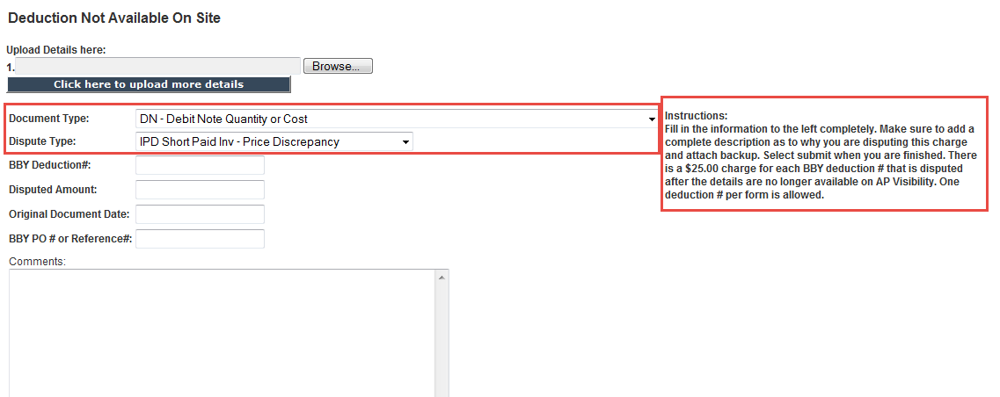 Deduction Not Available On Site
Upload Details here:
1. Browse...
Click here to upload more details
Document Type: DN - Debit Note Quantity or Cost
Dispute Type: IPD Short Paid Inv - Price Discrepancy
BBY Deduction#:
Disputed Amount:
Original Document Date:
BBY PO # or Reference#:
Comments:
Instructions:
Fill in the information to the left completely. Make sure to add a
complete description as to why you are disputing this charge
and attach backup. Select submit when you are finished. There
is a $25.00 charge for each BBY deduction # that is disputed
after the details are no longer available on AP Visibility. One
deduction # per form is allowed.